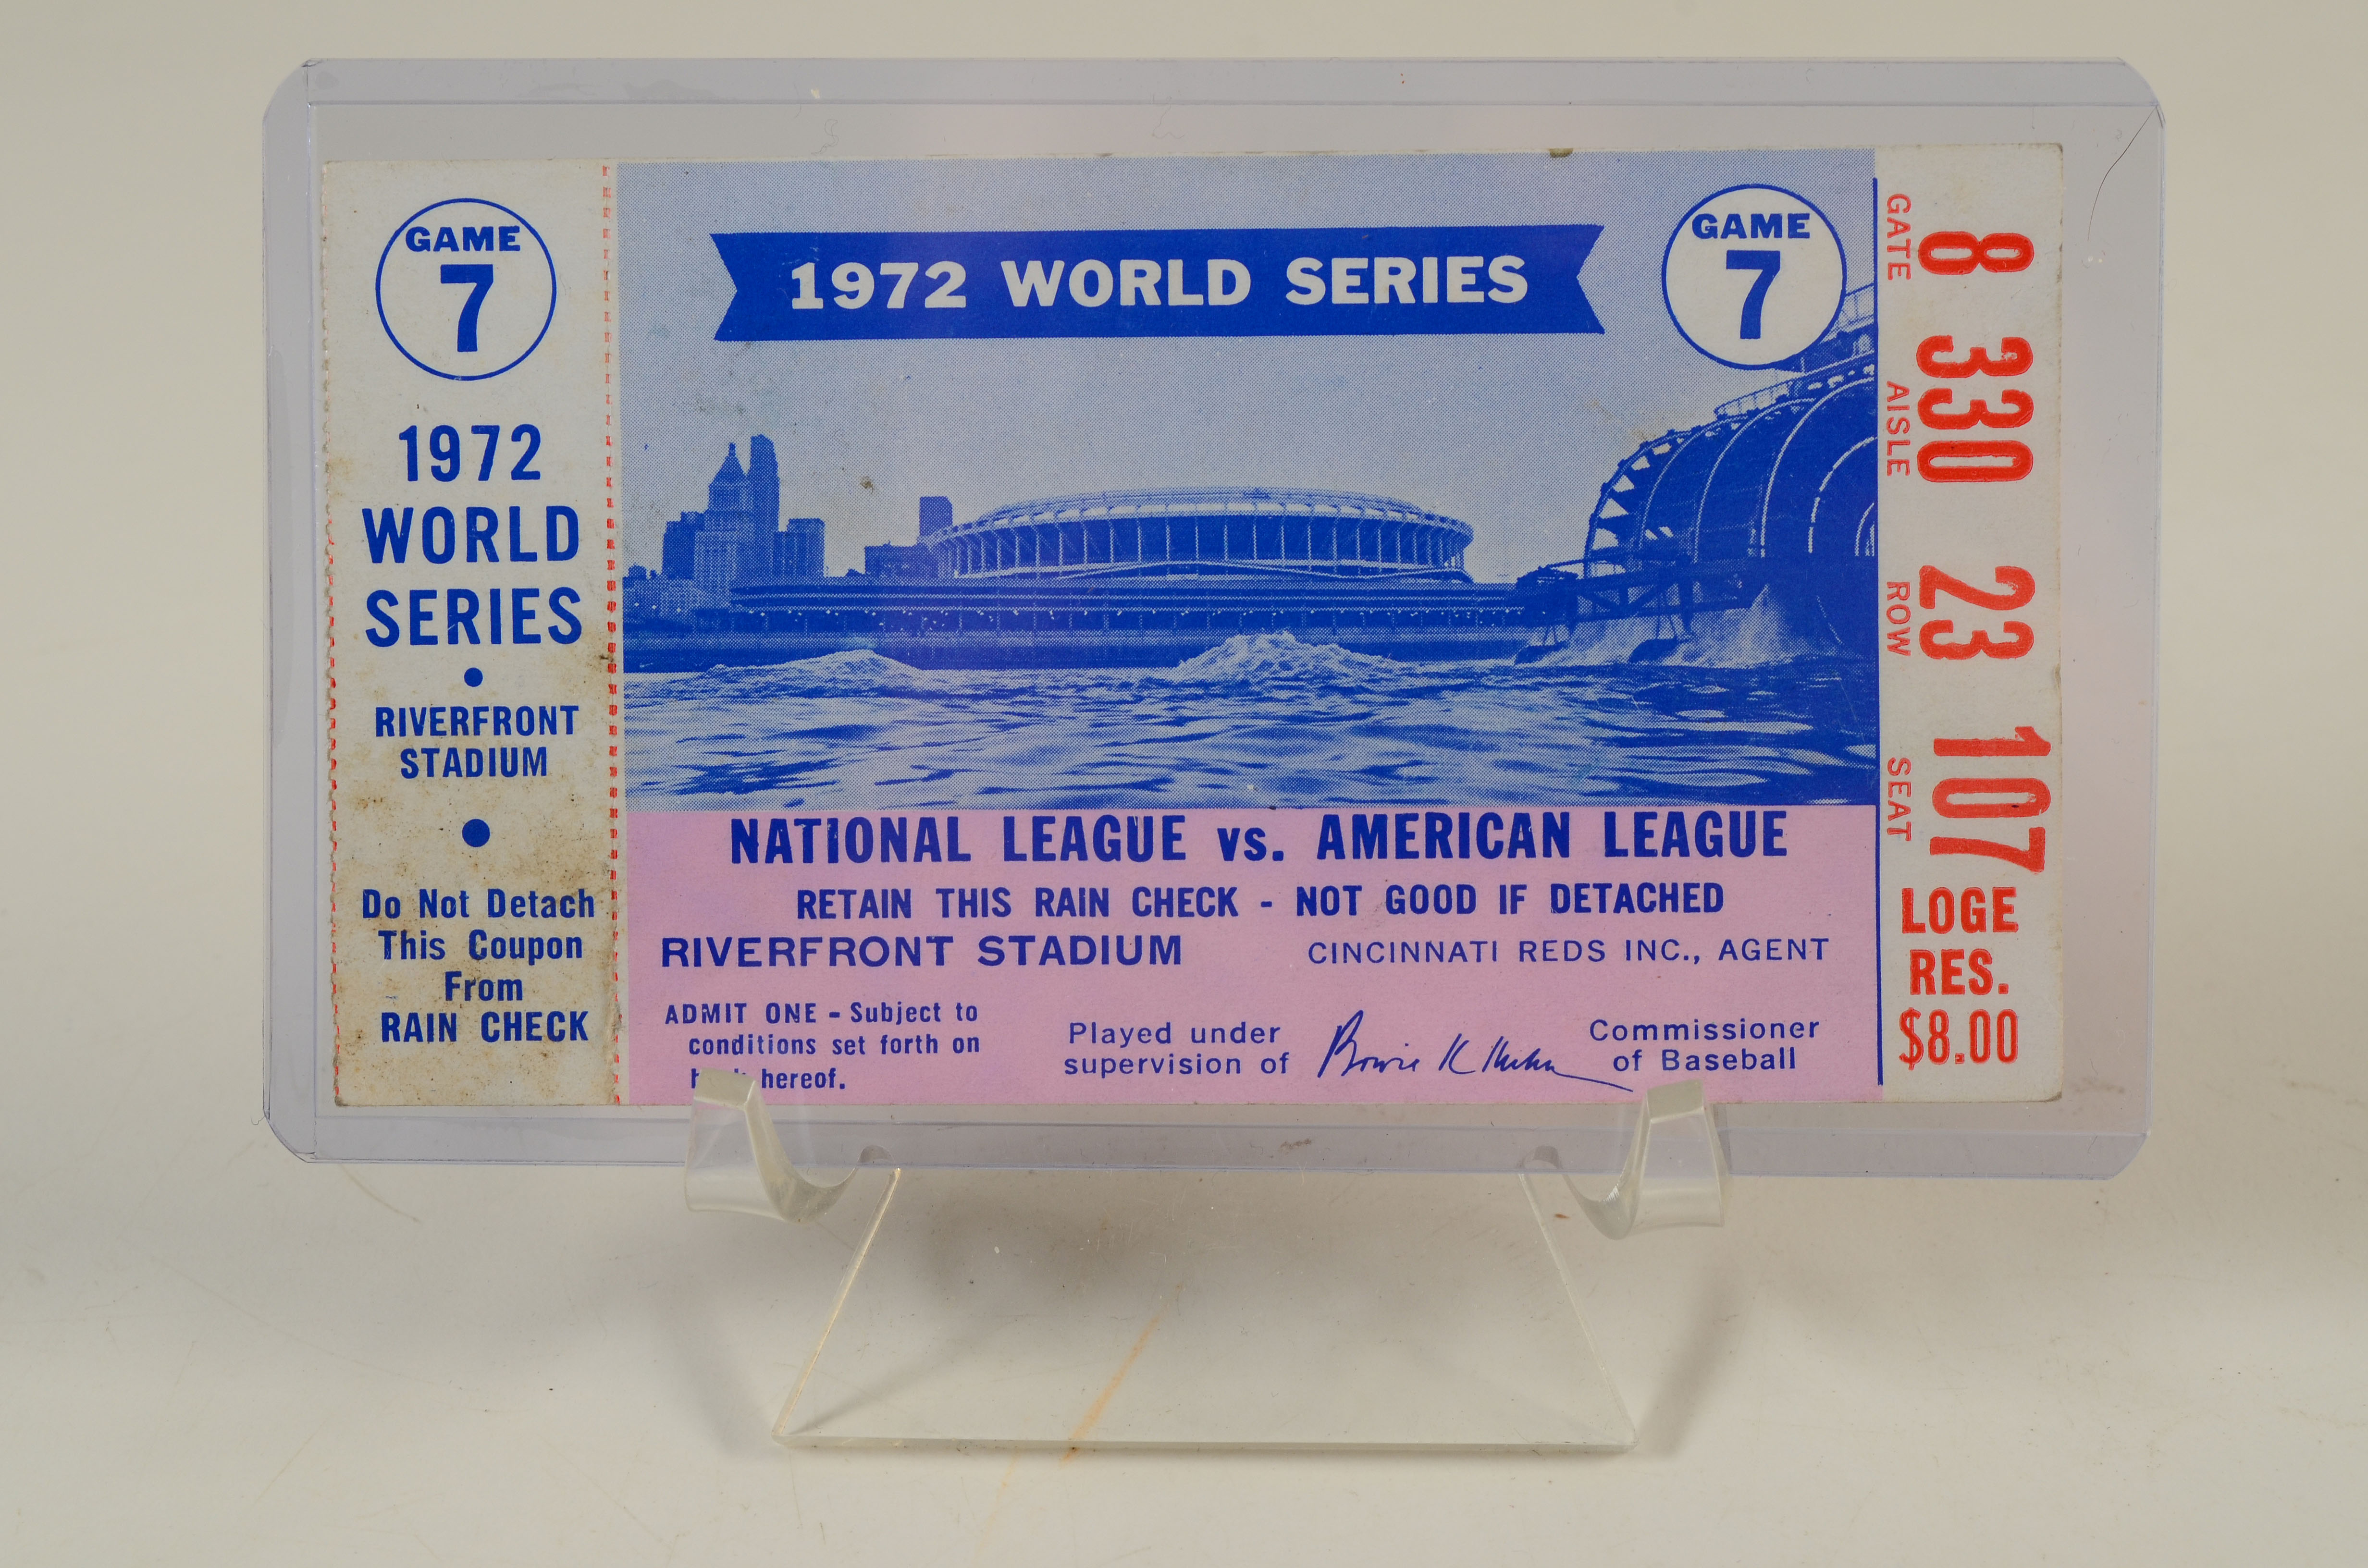 GAME
7
1972
WORLD
SERIES
RIVERFRONT
STADIUM
Do Not Detach
This Coupon
From
RAIN CHECK
1972 WORLD SERIES
GAME
7
NATIONAL LEAGUE vs. AMERICAN LEAGUE
RETAIN THIS RAIN CHECK - NOT GOOD IF DETACHED
RIVERFRONT STADIUM CINCINNATI REDS INC., AGENT
ADMIT ONE - Subject to
conditions set forth on
hereof.
Played under
supervision of
Bowie K Kuhn
Commissioner
of Baseball
GATE 8
AISLE 330
ROW 23
SEAT 107
LOGE
RES.
$8.00